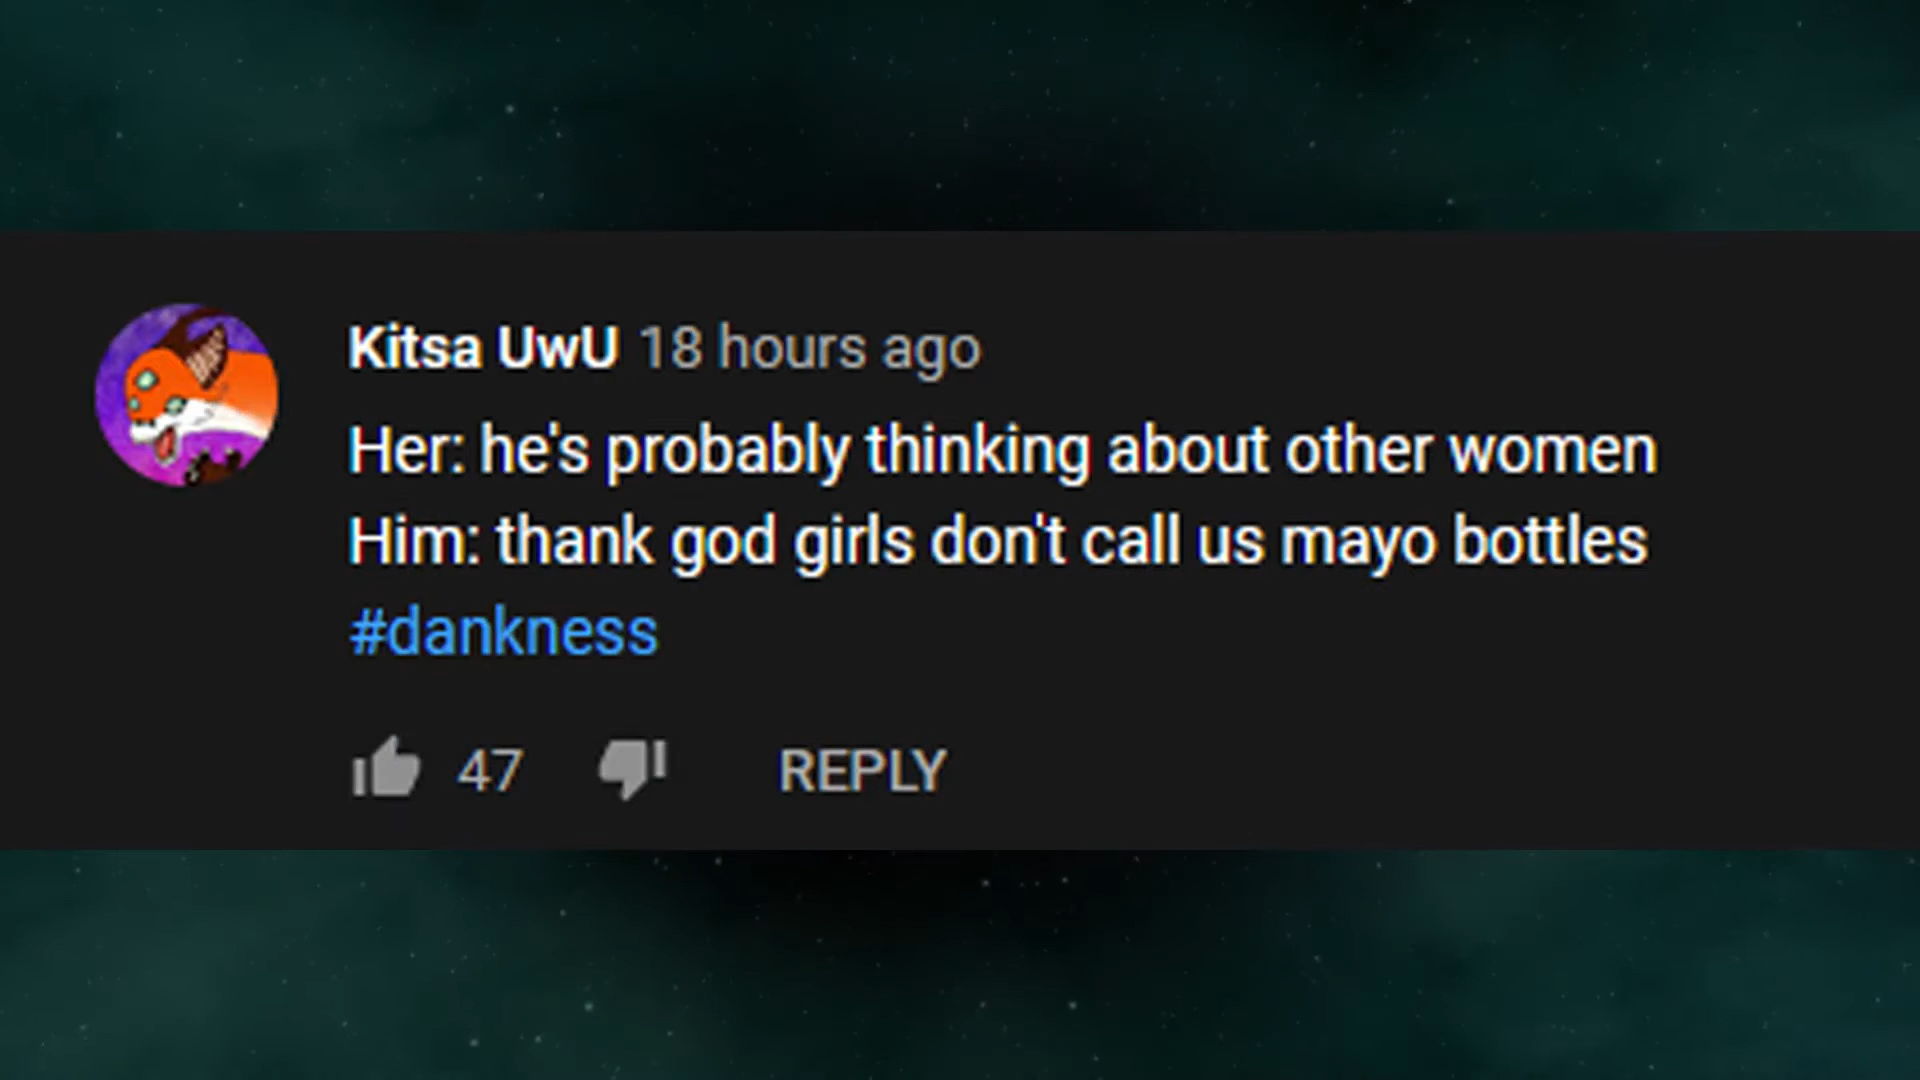 Kitsa UwU 18 hours ago
Her: he's probably thinking about other women
Him: thank god girls don't call us mayo bottles
#dankness
47 REPLY